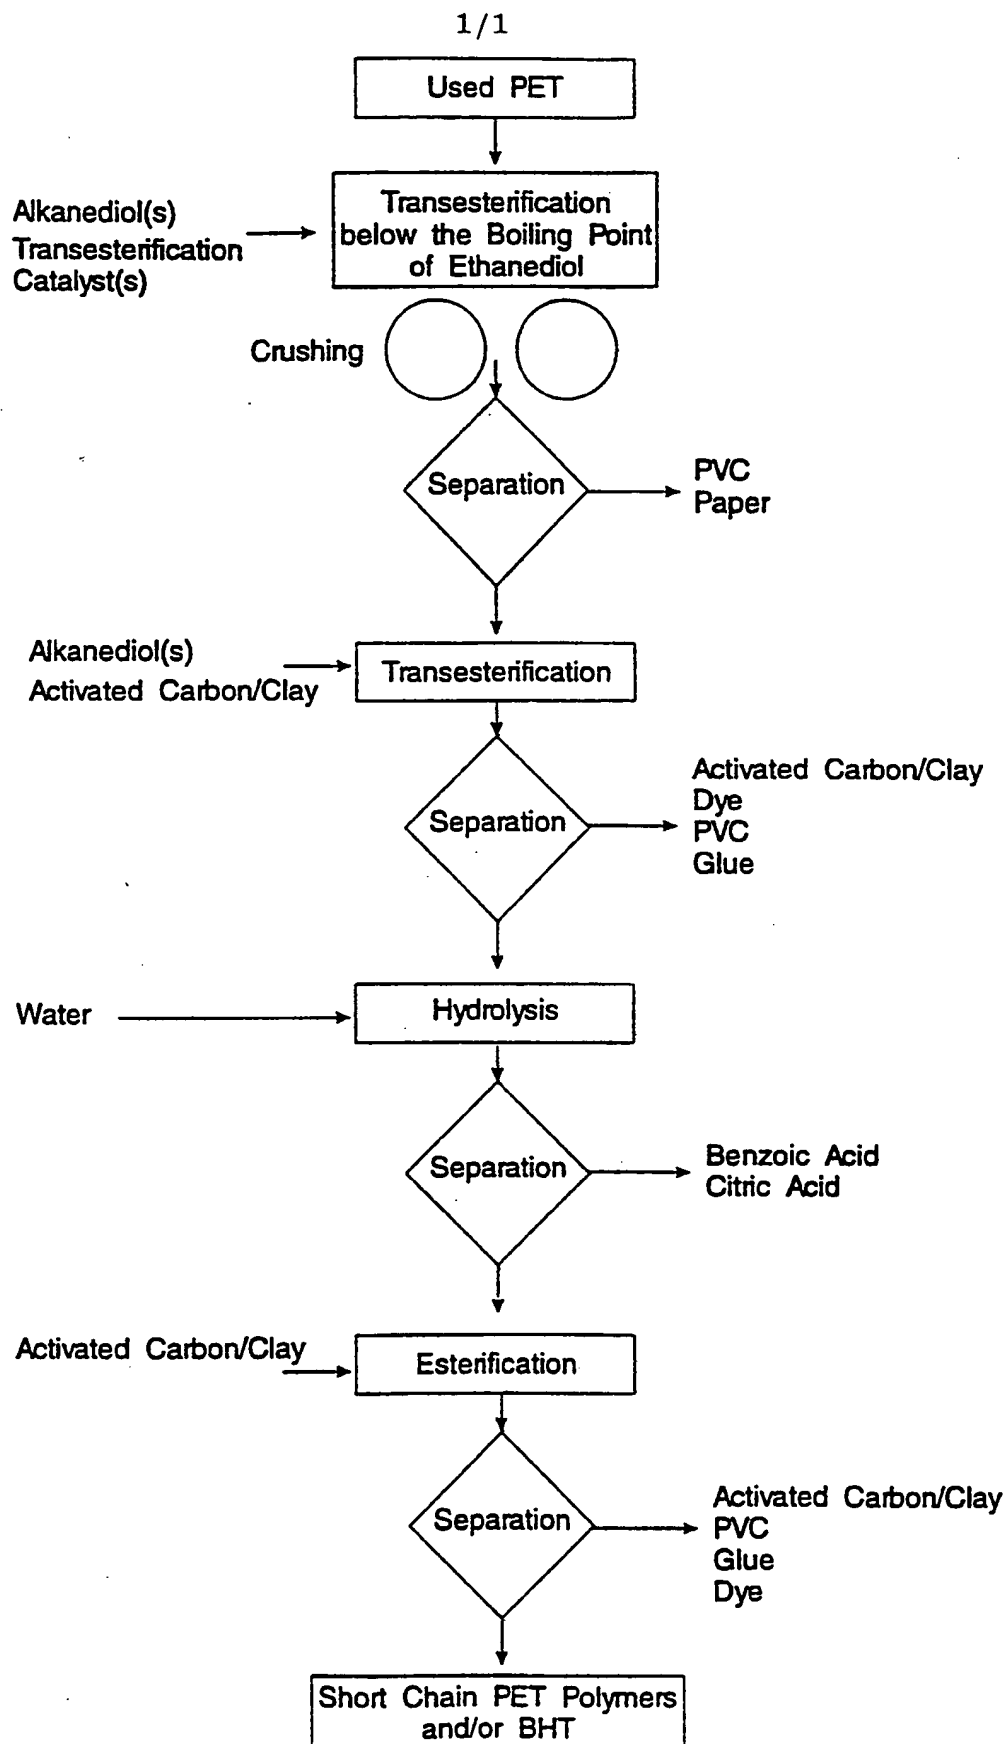 1/1
Used PET
Alkanediol(s)
Transesterification
Catalyst(s)
Transesterification
below the Boiling Point
of Ethanediol
Crushing
Separation
PVC
Paper
Alkanediol(s)
Activated Carbon/Clay
Transesterification
Separation
Activated Carbon/Clay
Dye
PVC
Glue
Water
Hydrolysis
Separation
Benzoic Acid
Citric Acid
Activated Carbon/Clay
Esterification
Separation
Activated Carbon/Clay
PVC
Glue
Dye
Short Chain PET Polymers
and/or BHT